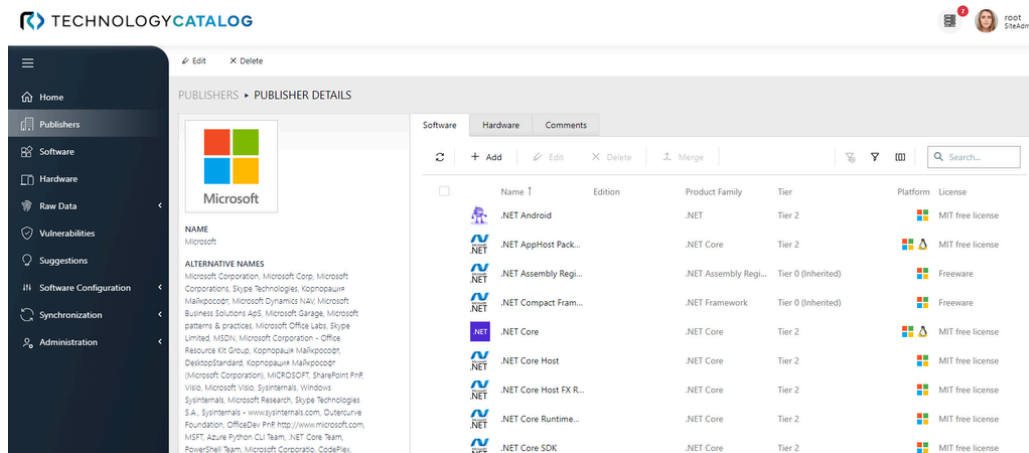 TECHNOLOGYCATALOG
2
root
SiteAdm
Edit Delete
Home
Publishers
Software
Hardware
Raw Data
Vulnerabilities
Suggestions
Software Configuration
Synchronization
Administration
PUBLISHERS ▸ PUBLISHER DETAILS
Microsoft
NAME
Microsoft
ALTERNATIVE NAMES
Microsoft Corporation, Microsoft Corp, Microsoft
Corporations, Skype Technologies, Корпорация
Майкрософт, Microsoft Dynamics NAV, Microsoft
Business Solutions ApS, Microsoft Garage, Microsoft
patterns & practices, Microsoft Office Labs, Skype
Limited, MSDN, Microsoft Corporation - Office
Resource Kit Group, Корпорація Майкрософт,
DesktopStandard, Корпорация Майкрософт
(Microsoft Corporation), MICROSOFT, SharePoint PnP,
Visio, Microsoft Visio, Sysinternals, Windows
Sysinternals, Microsoft Research, Skype Technologies
S.A., Sysinternals - www.sysinternals.com, Outercurve
Foundation, OfficeDev PnP, http://www.microsoft.com,
MSFT, Azure Python CLI Team, .NET Core Team,
PowerShell Team, Microsoft Corporatio, CodePlex,
Software Hardware Comments
Add Edit Delete Merge Search...
Name Edition Product Family Tier Platform License
.NET Android .NET Tier 2 MIT free license
.NET .NET AppHost Pack... .NET Core Tier 2 MIT free license
.NET .NET Assembly Regi... .NET Assembly Regi... Tier 0 (Inherited) Freeware
.NET .NET Compact Fram... .NET Framework Tier 0 (Inherited) Freeware
.NET .NET Core .NET Core Tier 2 MIT free license
.NET .NET Core Host .NET Core Tier 2 MIT free license
.NET .NET Core Host FX R... .NET Core Tier 2 MIT free license
.NET .NET Core Runtime... .NET Core Tier 2 MIT free license
.NET .NET Core SDK .NET Core Tier 2 MIT free license